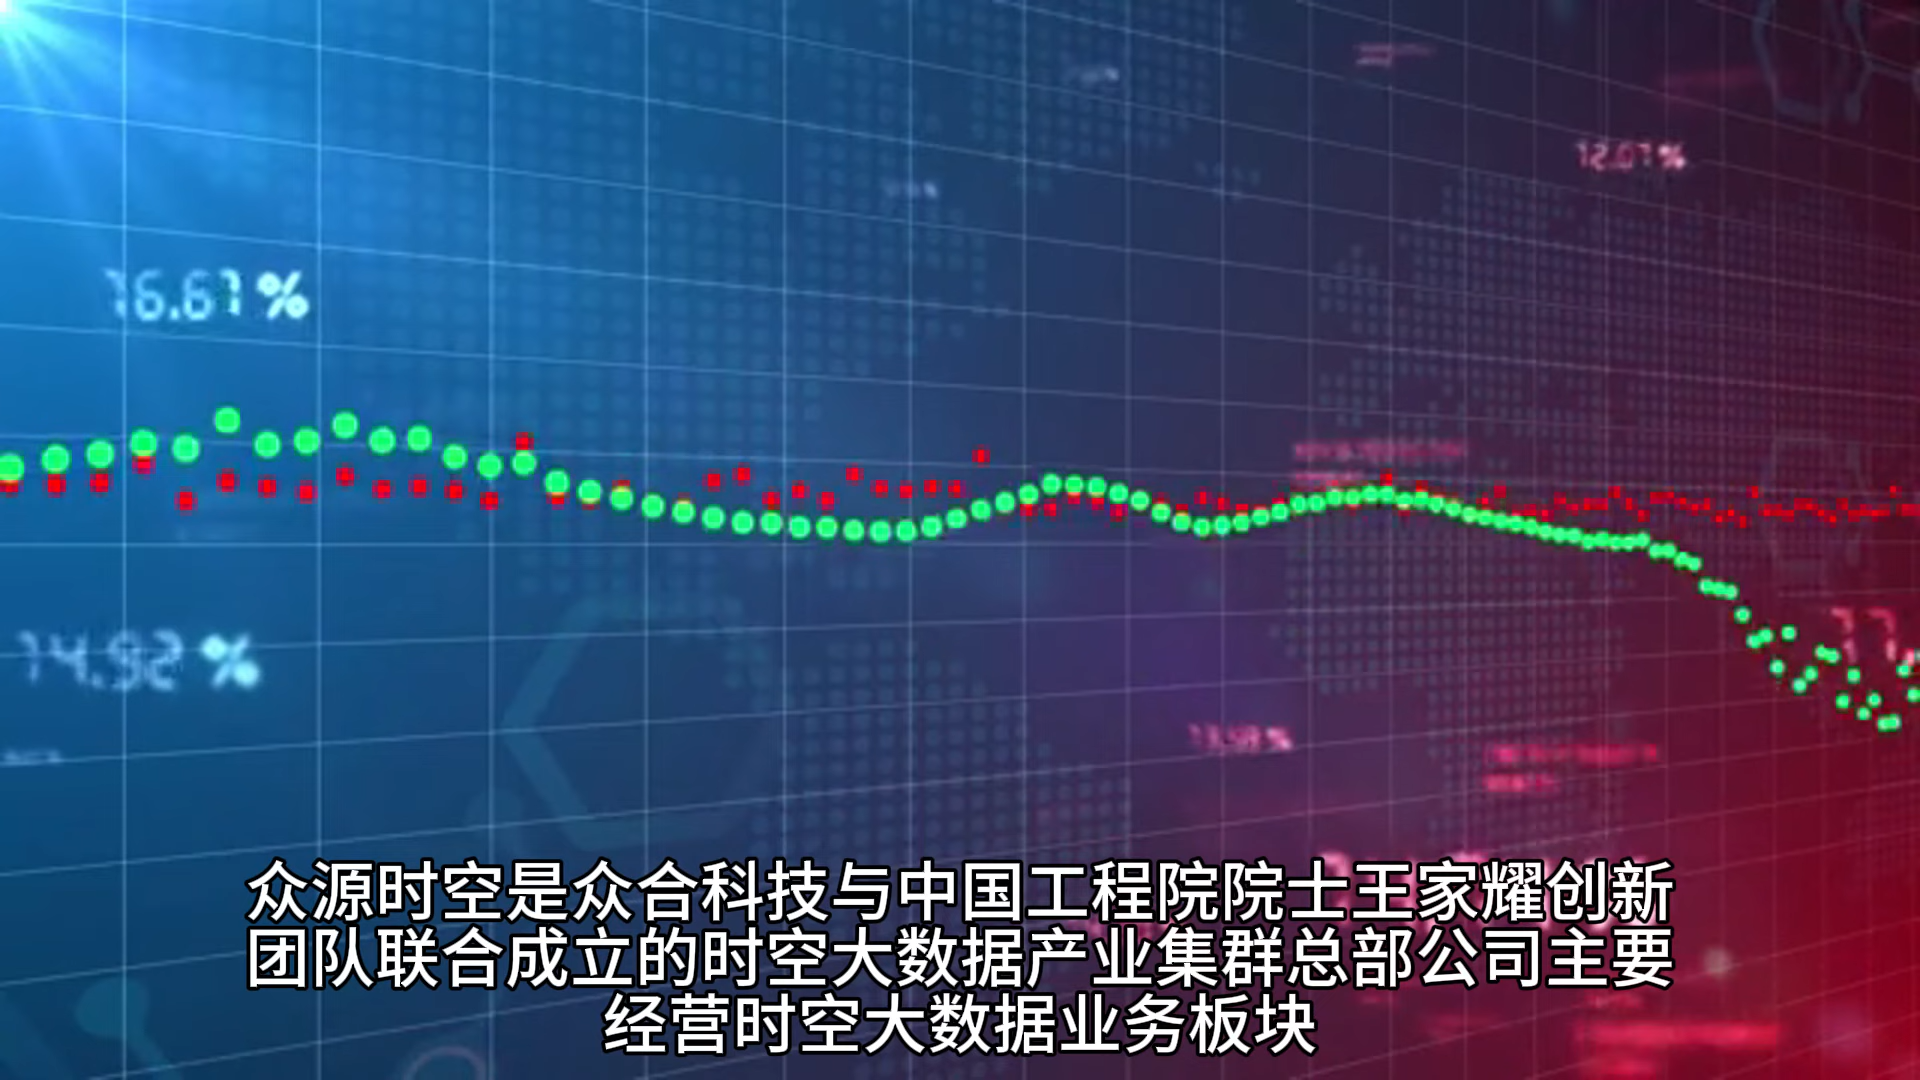 12.01%
16.61%
14.92%
13.58%
众源时空是众合科技与中国工程院院士王家耀创新
团队联合成立的时空大数据产业集群总部公司主要
经营时空大数据业务板块